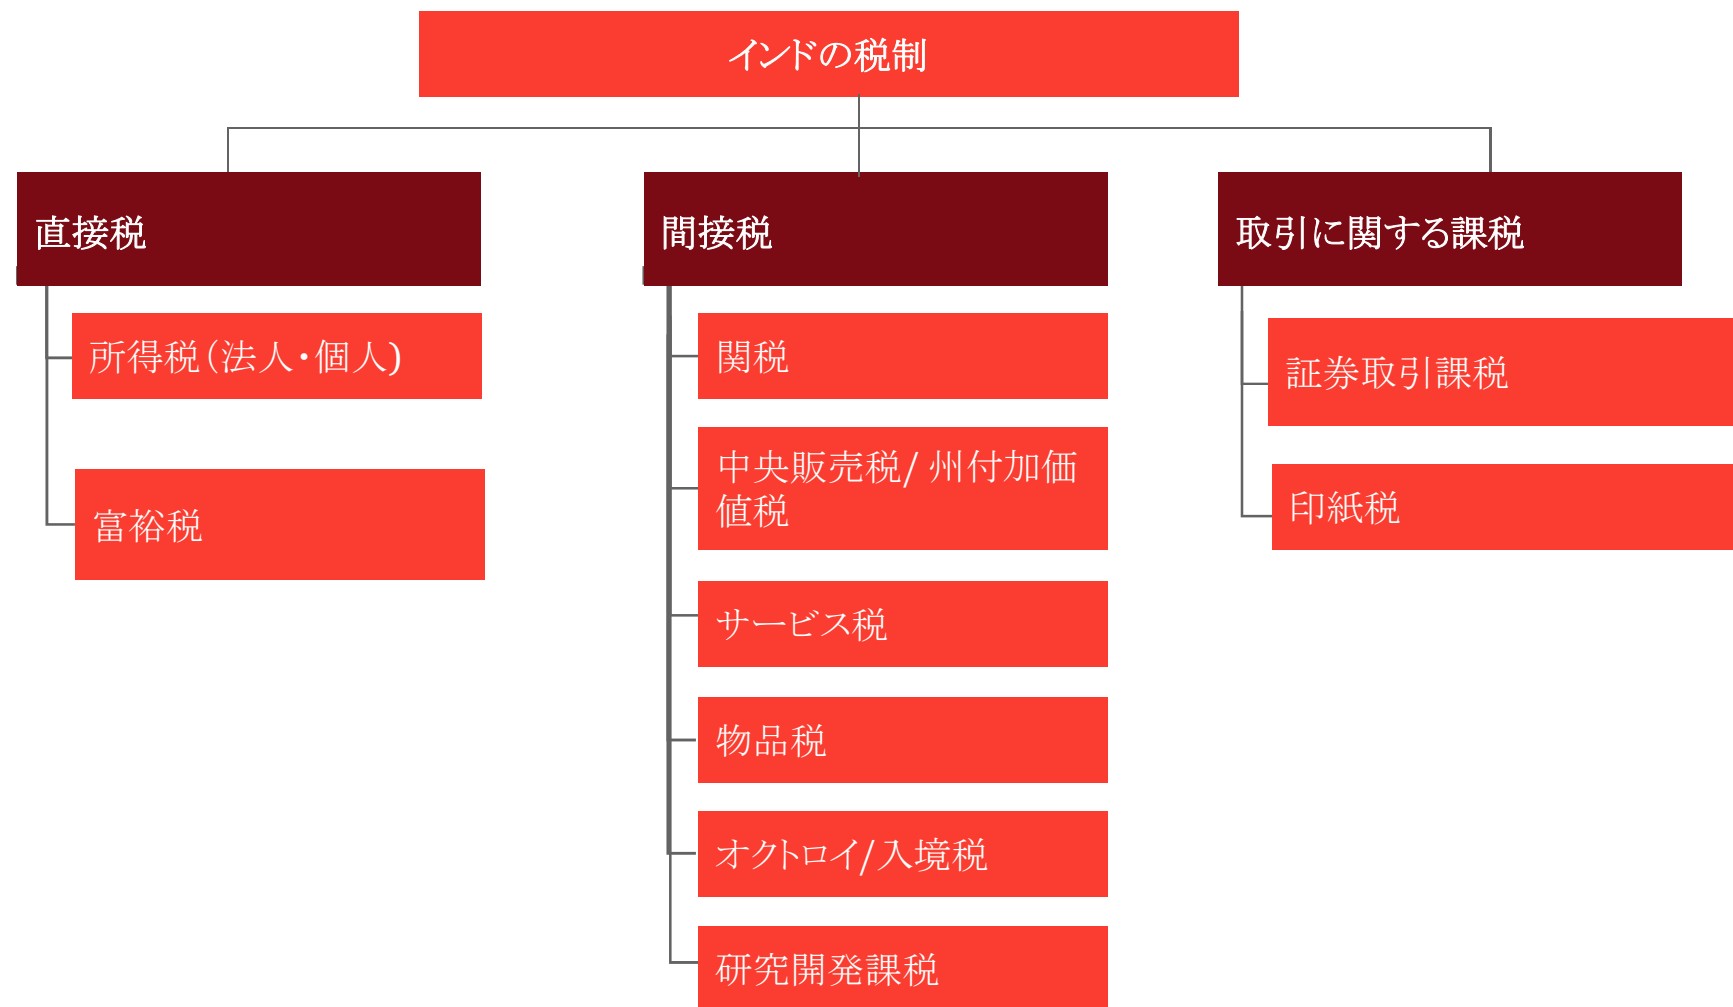 インドの税制
直接税
所得税（法人・個人)
富裕税
間接税
関税
中央販売税/ 州付加価
値税
サービス税
物品税
オクトロイ/入境税
研究開発課税
取引に関する課税
証券取引課税
印紙税